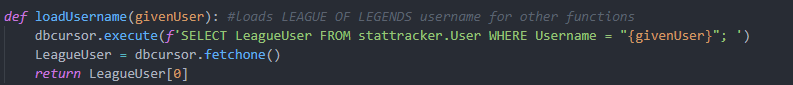 def loadUsername(givenUser): #loads LEAGUE OF LEGENDS username for other functions
    dbcursor.execute(f'SELECT LeagueUser FROM stattracker.User WHERE Username = "{givenUser}"; ')
    LeagueUser = dbcursor.fetchone()
    return LeagueUser[0]